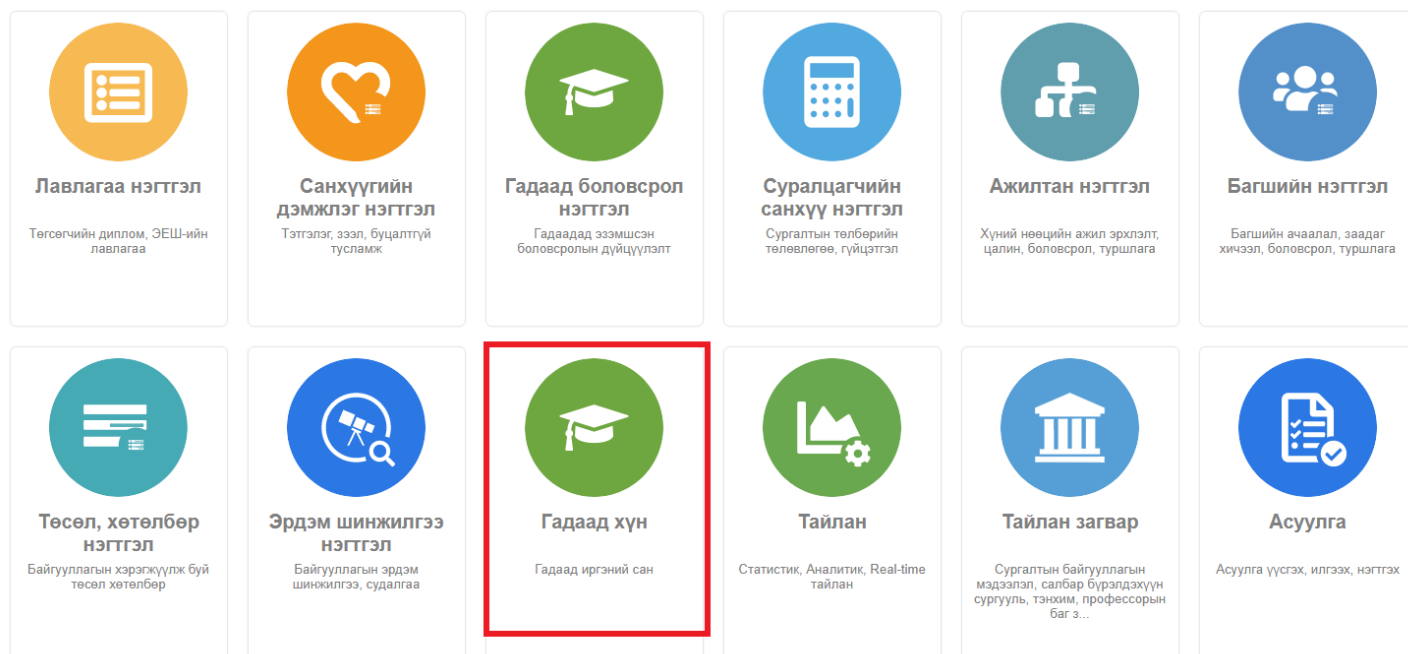 Лавлагаа нэгтгэл
Төгсөгчийн диплом, ЭЕШ-ийн
лавлагаа
Санхүүгийн
дэмжлэг нэгтгэл
Тэтгэлэг, зээл, буцалтгүй
тусламж
Гадаад боловсрол
нэгтгэл
Гадаадад эзэмшсэн
боловсролын дүйцүүлэлт
Суралцагчийн
санхүү нэгтгэл
Сургалтын төлбөрийн
төлөвлөгөө, гүйцэтгэл
Ажилтан нэгтгэл
Хүний нөөцийн ажил эрхлэлт,
цалин, боловсрол, туршлага
Багшийн нэгтгэл
Багшийн ачаалал, заадаг
хичээл, боловсрол, туршлага
Төсөл, хөтөлбөр
нэгтгэл
Байгууллагын хэрэгжүүлж буй
төсөл хөтөлбөр
Эрдэм шинжилгээ
нэгтгэл
Байгууллагын эрдэм
шинжилгээ, судалгаа
Гадаад хүн
Гадаад иргэний сан
Тайлан
Статистик, Аналитик, Real-time
тайлан
Тайлан загвар
Сургалтын байгууллагын
мэдээлэл, салбар бүрэлдэхүүн
сургууль, тэнхим, профессорын
баг з...
Асуулга
Асуулга үүсгэх, илгээх, нэгтгэх